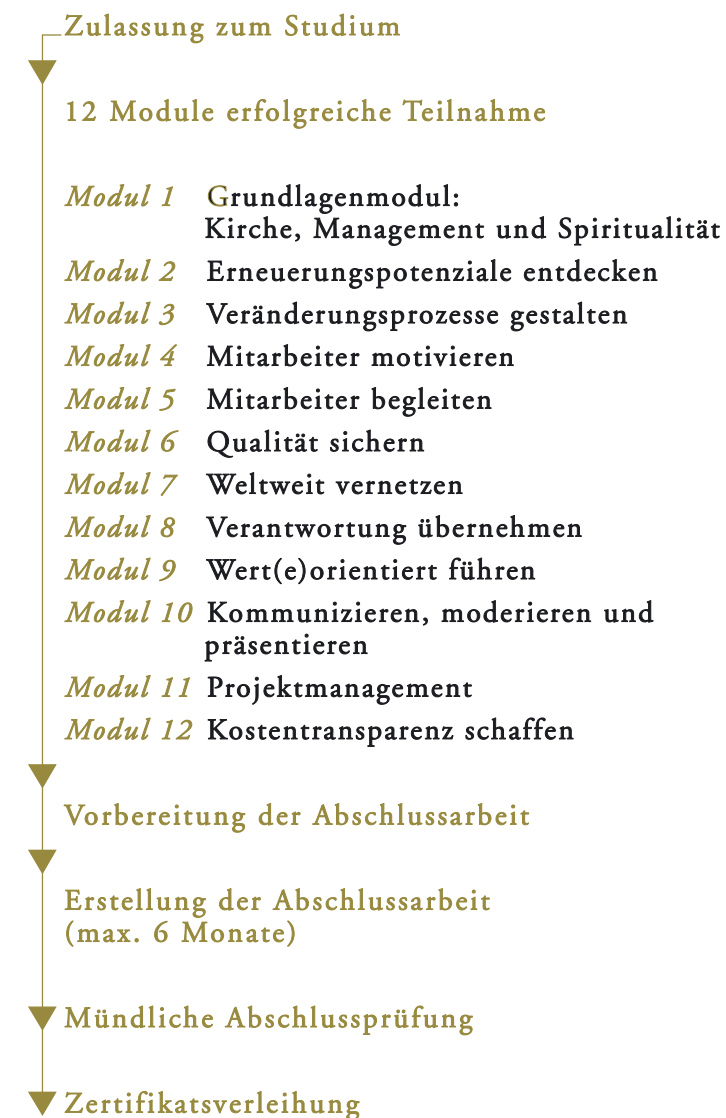 Zulassung zum Studium
12 Module erfolgreiche Teilnahme
Modul 1 Grundlagenmodul:
Kirche, Management und Spiritualität
Modul 2 Erneuerungspotenziale entdecken
Modul 3 Veränderungsprozesse gestalten
Modul 4 Mitarbeiter motivieren
Modul 5 Mitarbeiter begleiten
Modul 6 Qualität sichern
Modul 7 Weltweit vernetzen
Modul 8 Verantwortung übernehmen
Modul 9 Wert(e)orientiert führen
Modul 10 Kommunizieren, moderieren und
präsentieren
Modul 11 Projektmanagement
Modul 12 Kostentransparenz schaffen
Vorbereitung der Abschlussarbeit
Erstellung der Abschlussarbeit
(max. 6 Monate)
Mündliche Abschlussprüfung
Zertifikatsverleihung